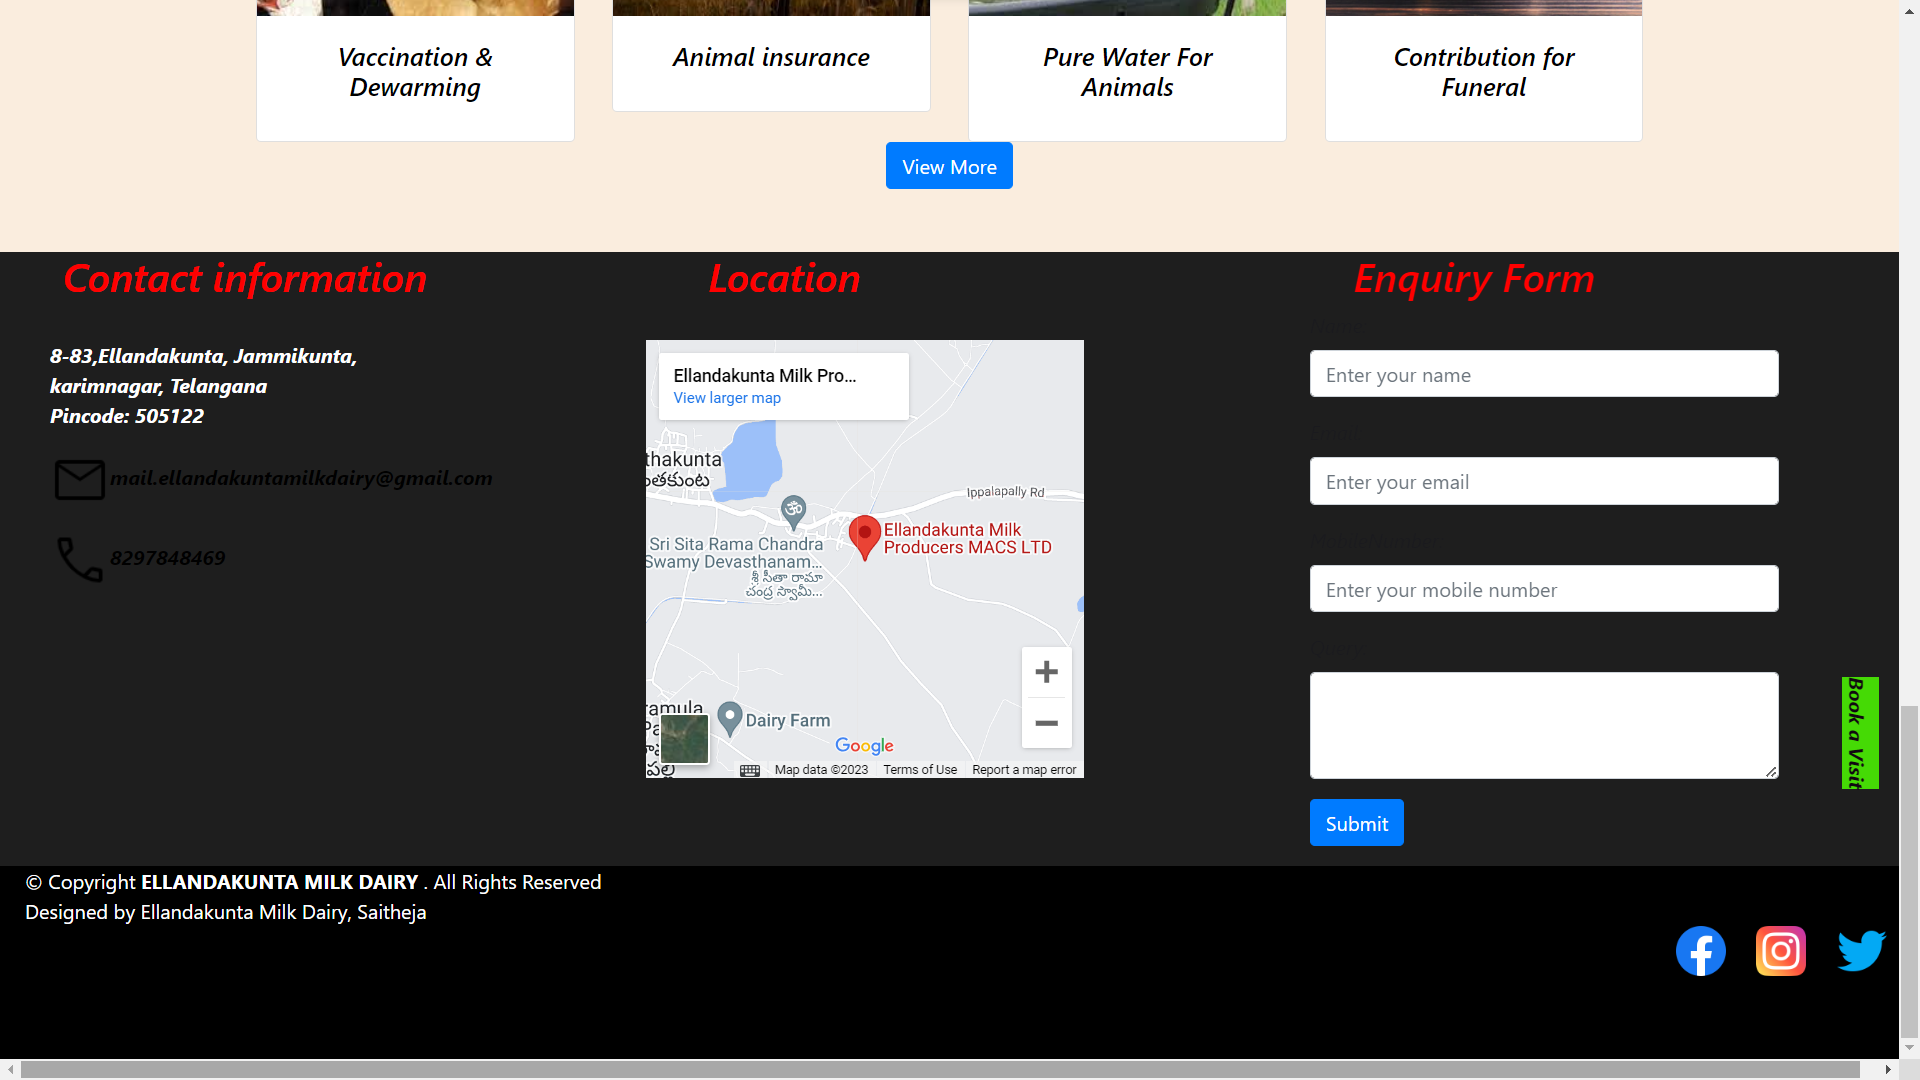 Vaccination &
Dewarming
Animal insurance
Pure Water For
Animals
Contribution for
Funeral
View More
Contact information
8-83,Ellandakunta, Jammikunta,
karimnagar, Telangana
Pincode: 505122
mail.ellandakuntamilkdairy@gmail.com
8297848469
Location
Ellandakunta Milk Pro...
View larger map
thakunta
ంతకుంట
Ippalapally Rd
Ellandakunta Milk
Producers MACS LTD
Sri Sita Rama Chandra
Swamy Devasthanam...
శ్రీ సీతా రామా
చంద్ర స్వామీ...
ramula
Dairy Farm
Google
Map data ©2023
Terms of Use
Report a map error
Enquiry Form
Name
Enter your name
Email
Enter your email
Enter your mobile number
Submit
Book a Visit
© Copyright ELLANDAKUNTA MILK DAIRY . All Rights Reserved
Designed by Ellandakunta Milk Dairy, Saitheja